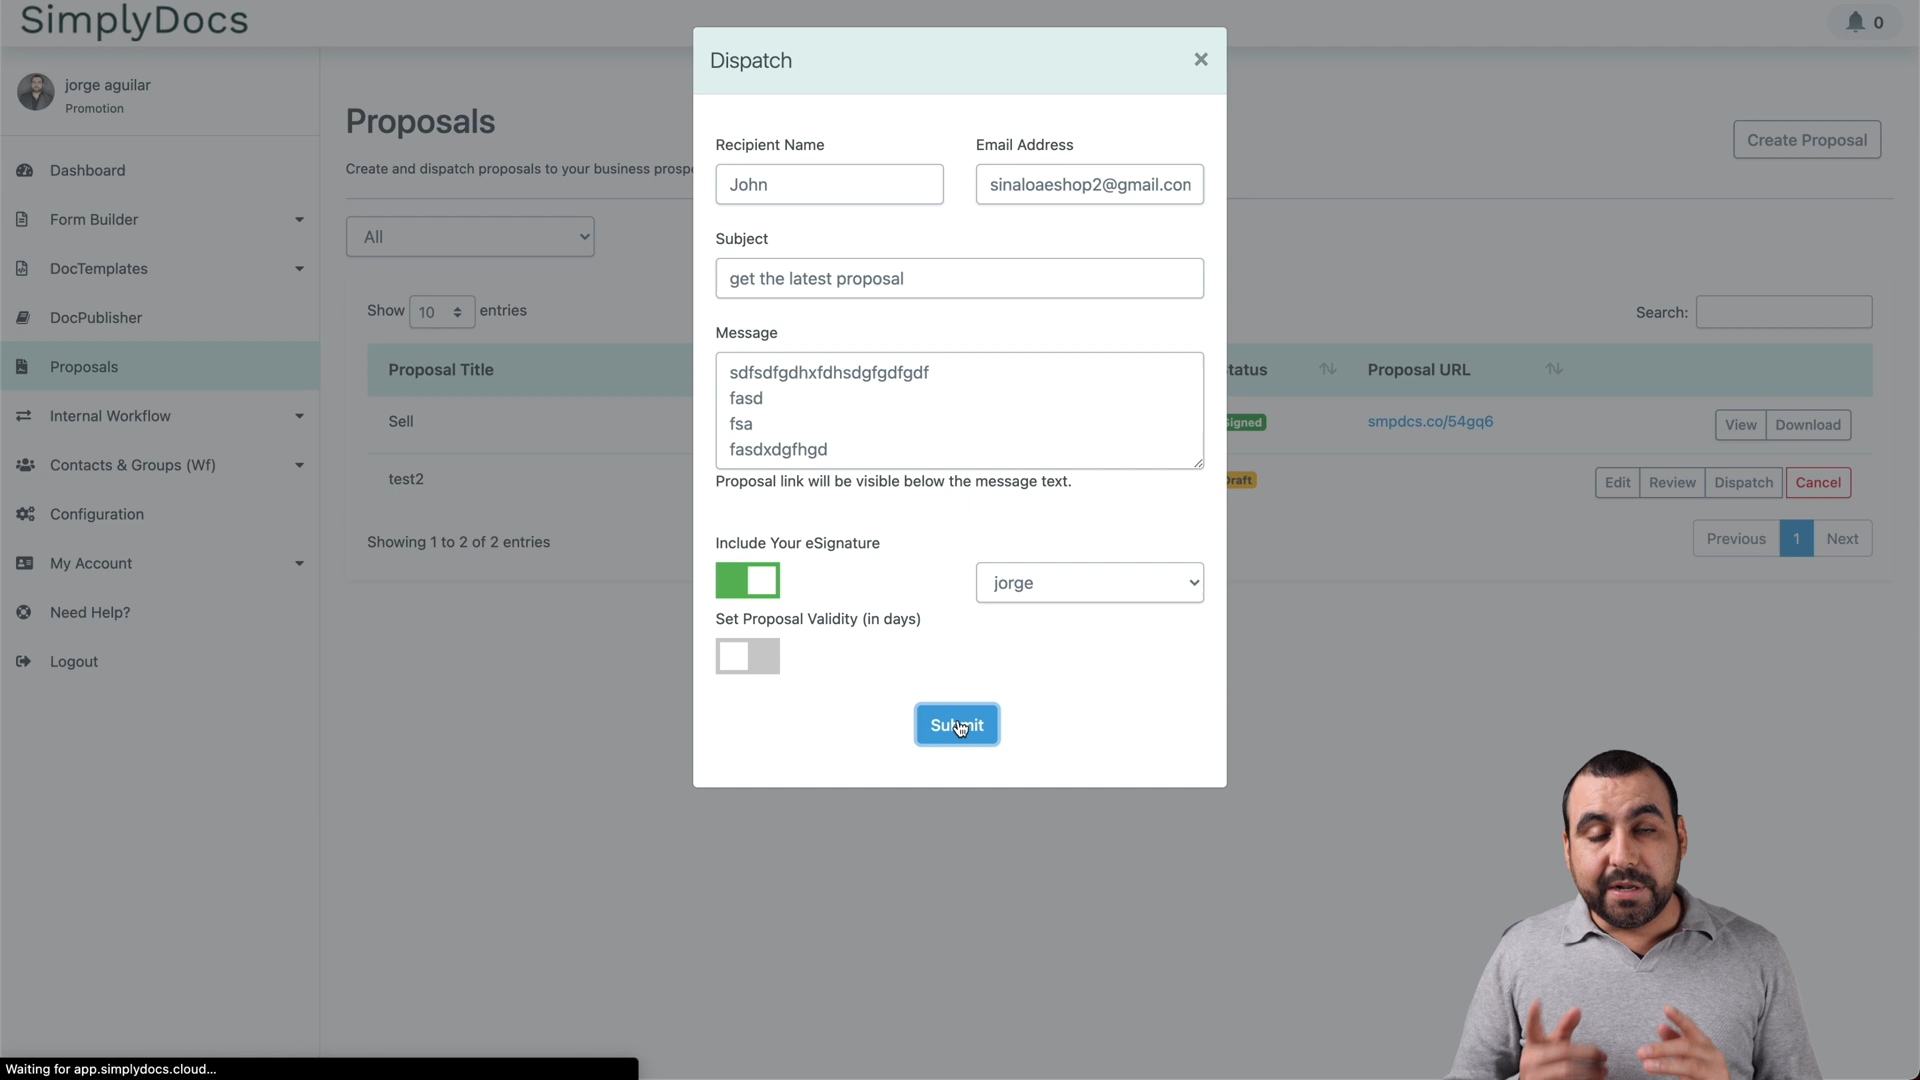 SimplyDocs
0
jorge aguilar
Promotion
Dashboard
Form Builder
DocTemplates
DocPublisher
Proposals
Internal Workflow
Contacts & Groups (Wf)
Configuration
My Account
Need Help?
Logout
Proposals
Create Proposal
Create and dispatch proposals to your business prospe
All
Show 10 entries
Search:
Proposal Title
tatus
Proposal URL
Sell
igned
smpdcs.co/54gq6
View Download
test2
raft
Edit Review Dispatch Cancel
Showing 1 to 2 of 2 entries
Previous 1 Next
Dispatch
×
Recipient Name
Email Address
John
sinaloaeshop2@gmail.con
Subject
get the latest proposal
Message
sdfsdfgdhxfdhsdgfgdfgdf
fasd
fsa
fasdxdgfhgd
Proposal link will be visible below the message text.
Include Your eSignature
jorge
Set Proposal Validity (in days)
Submit
Waiting for app.simplydocs.cloud...